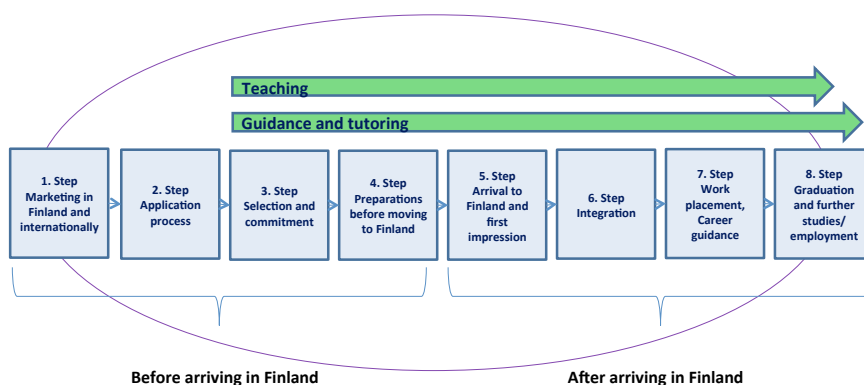 Teaching
Guidance and tutoring
1. Step
Marketing in
Finland and
internationally
2. Step
Application
process
3. Step
Selection and
commitment
4. Step
Preparations
before moving
to Finland
5. Step
Arrival to
Finland and
first
impression
6. Step
Integration
7. Step
Work
placement,
Career
guidance
8. Step
Graduation
and further
studies/
employment
Before arriving in Finland
After arriving in Finland